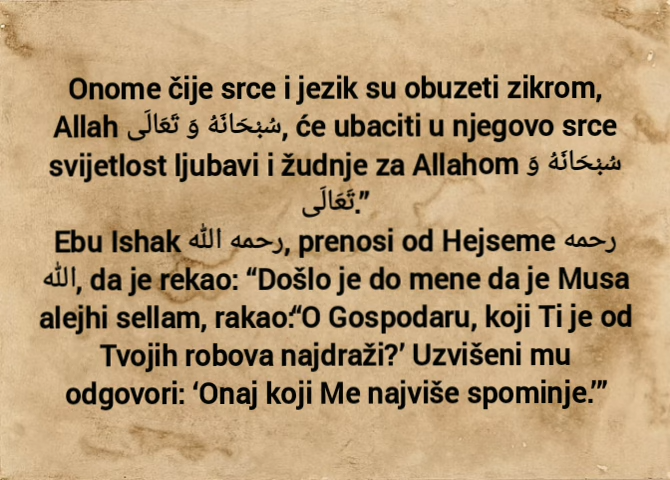 Onome čije srce i jezik su obuzeti zikrom,
Allah سُبْحَانَهُ وَ تَعَالَى, će ubaciti u njegovo srce
svijetlost ljubavi i žudnje za Allahom سُبْحَانَهُ وَ
تَعَالَى.”
Ebu Ishak رحمه الله, prenosi od Hejseme رحمه
الله, da je rekao: “Došlo je do mene da je Musa
alejhi sellam, rakao:“O Gospodaru, koji Ti je od
Tvojih robova najdraži?’ Uzvišeni mu
odgovori: ‘Onaj koji Me najviše spominje.’”